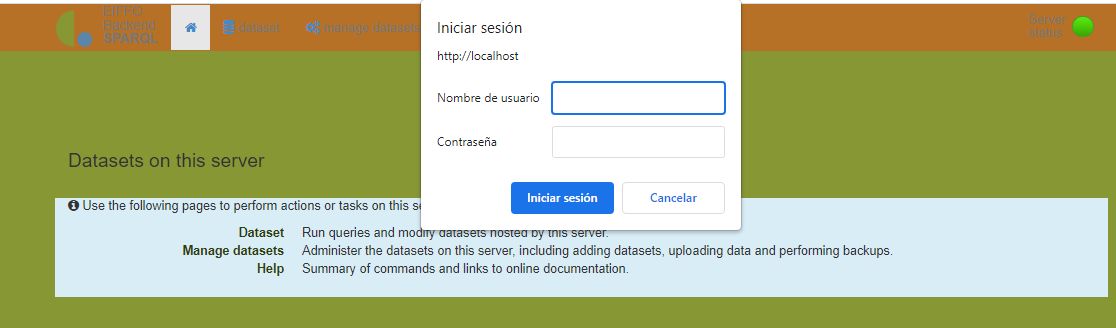 EIFFO
Backend
SPARQL
dataset
manage datasets
Server
status
Iniciar sesión
http://localhost
Nombre de usuario
Contraseña
Iniciar sesión
Cancelar
Datasets on this server
Use the following pages to perform actions or tasks on this se
Dataset Run queries and modify datasets hosted by this server.
Manage datasets Administer the datasets on this server, including adding datasets, uploading data and performing backups.
Help Summary of commands and links to online documentation.